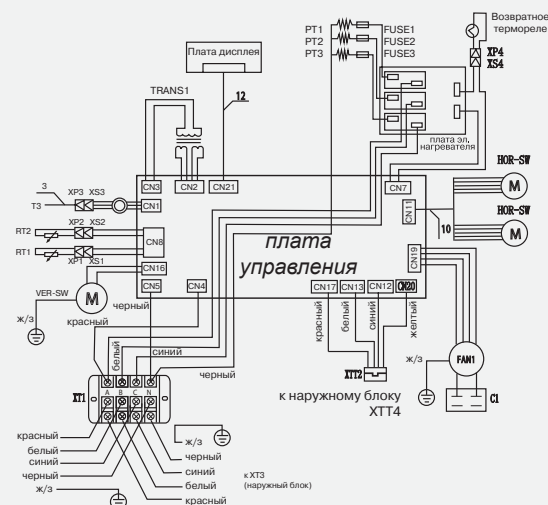 Возвратное
термореле
PT1
PT2
PT3
FUSE1
FUSE2
FUSE3
XP4
XS4
Плата дисплея
TRANS1
12
плата эл.
нагревателя
HOR-SW
M
HOR-SW
M
CN3
CN2
CN21
CN7
3
XP3
XS3
T3
CN1
CN11
10
XP2
XS2
RT2
CN8
RT1
XP1
XS1
плата
управления
CN19
CN16
VER-SW
M
CN5
CN4
CN17
CN13
CN12
CN20
черный
красный
ж/з
белый
синий
черный
красный
белый
синий
желтый
XTT2
ж/з
FAN1
C1
к наружному блоку
XTT4
XT1
A
B
C
N
красный
белый
синий
черный
ж/з
ж/з
черный
синий
белый
красный
к XT3
(наружный блок)